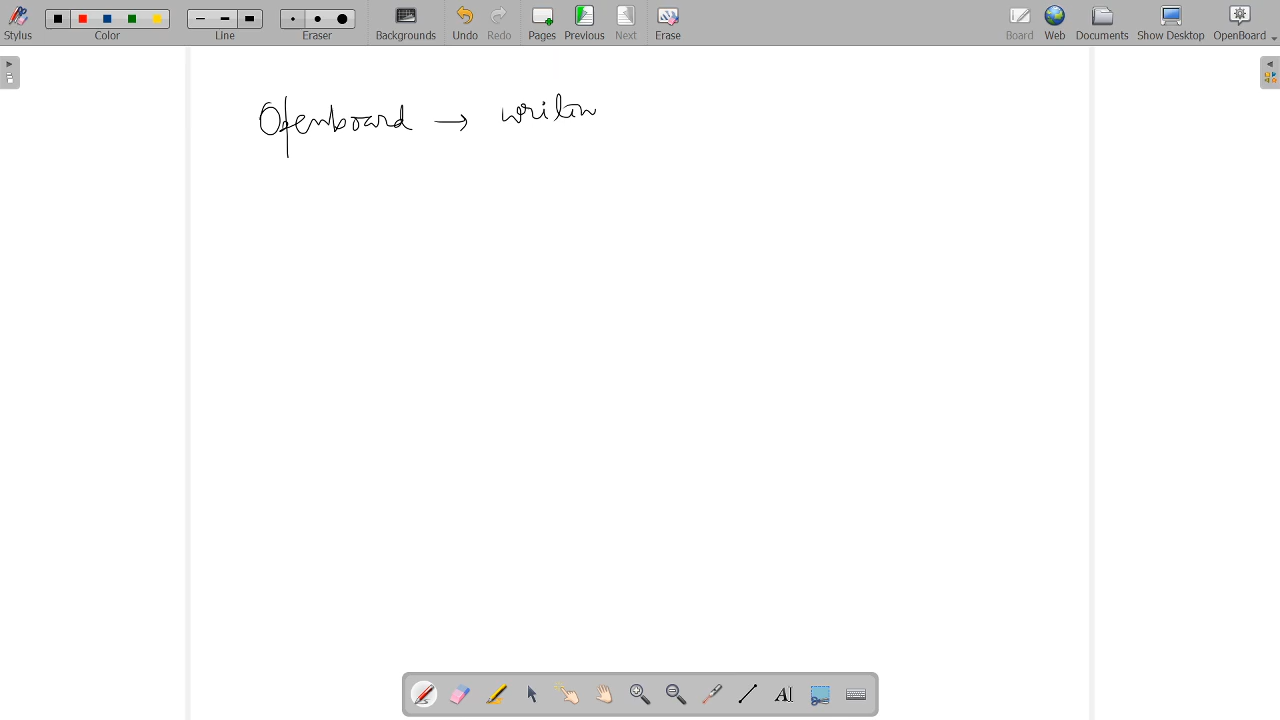 Stylus Color Line Eraser Backgrounds Undo Redo Pages Previous Next Erase Board Web Documents Show Desktop OpenBoard
Openboard →